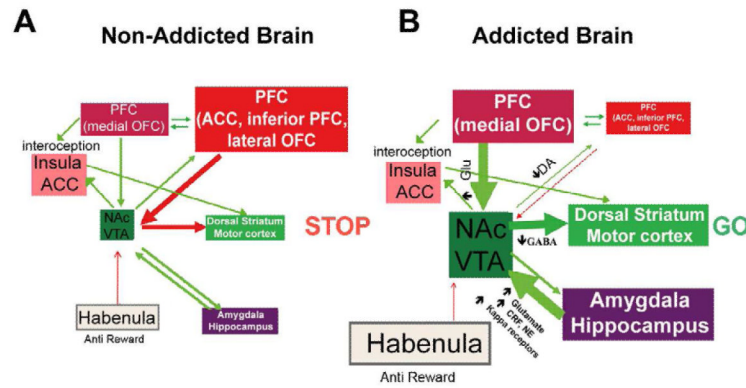 A
Non-Addicted Brain
PFC
(medial OFC)
PFC
(ACC, inferior PFC,
lateral OFC
interoception
Insula
ACC
NAc
VTA
Dorsal Striatum
Motor cortex
STOP
Habenula
Anti Reward
Amygdala
Hippocampus
B
Addicted Brain
PFC
(medial OFC)
PFC
(ACC, inferior PFC,
lateral OFC
interoception
Insula
ACC
Glu
DA
NAc
VTA
GABA
Dorsal Striatum
Motor cortex
GO
Glutamate
CRF, NE
Kappa receptors
Amygdala
Hippocampus
Habenula
Anti Reward